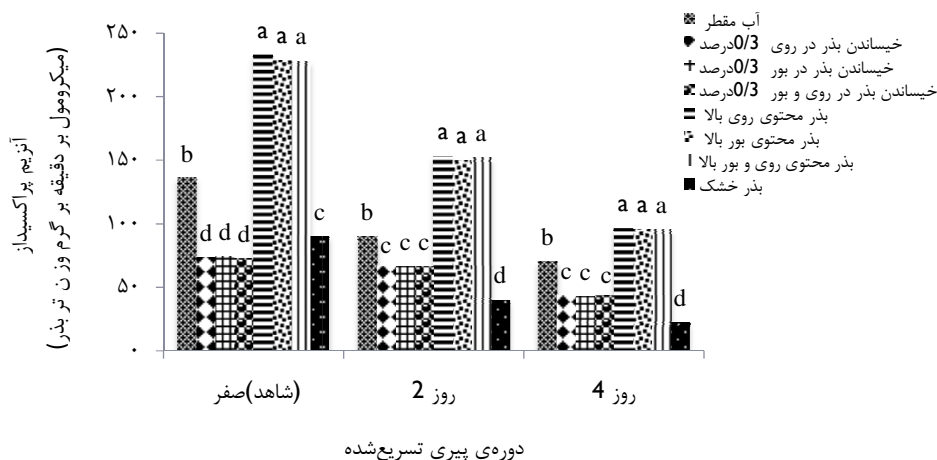 آنزیم پراکسیداز
(میکرومول بر دقیقه بر گرم وز ن تر بذر)
۲۵۰
۲۰۰
۱۵۰
۱۰۰
۵۰
۰
b d d d a a a c
b c c c a a a d
b c c c a a a d
(شاهد)صفر
2 روز
4 روز
دوره‌ی پیری تسریع‌شده
آب مقطر
خیساندن بذر در روی 0/3درصد
خیساندن بذر در بور 0/3درصد
خیساندن بذر در روی و بور 0/3درصد
بذر محتوی روی بالا
بذر محتوی بور بالا
بذر محتوی روی و بور بالا
بذر خشک